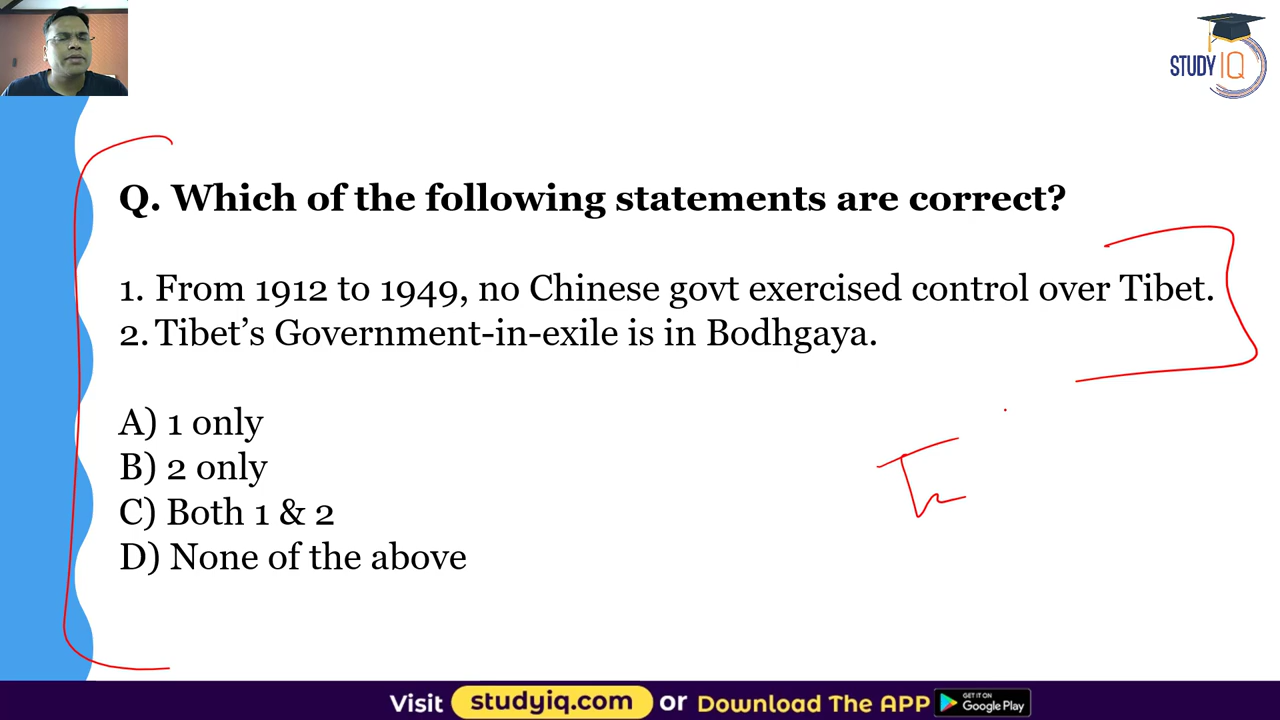 STUDY IQ
Q. Which of the following statements are correct?
1. From 1912 to 1949, no Chinese govt exercised control over Tibet.
2. Tibet's Government-in-exile is in Bodhgaya.
A) 1 only
B) 2 only
C) Both 1 & 2
D) None of the above
Visit studyiq.com or Download The APP GET IT ON Google Play